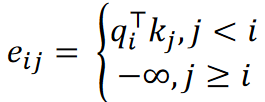 e_{ij} = { q_i^⊤ k_j, j < i
−∞, j ≥ i